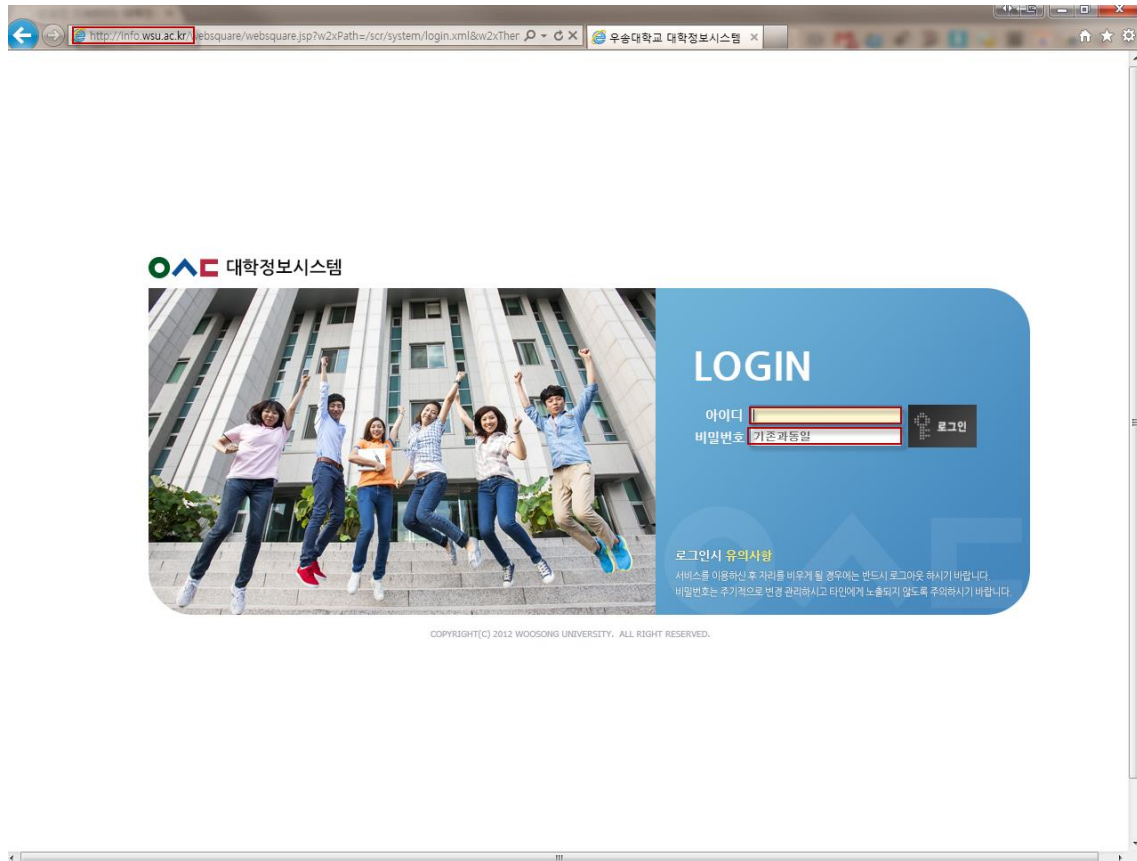 http://info.wsu.ac.kr/websquare/websquare.jsp?w2xPath=/scr/system/login.xml&w2xTher
우송대학교 대학정보시스템
대학정보시스템
LOGIN
아이디
비밀번호 기존과동일
로그인
로그인시 유의사항
서비스를 이용하신 후 자리를 비우게 될 경우에는 반드시 로그아웃 하시기 바랍니다.
비밀번호는 주기적으로 변경 관리하시고 타인에게 노출되지 않도록 주의하시기 바랍니다.
COPYRIGHT(C) 2012 WOOSONG UNIVERSITY. ALL RIGHT RESERVED.